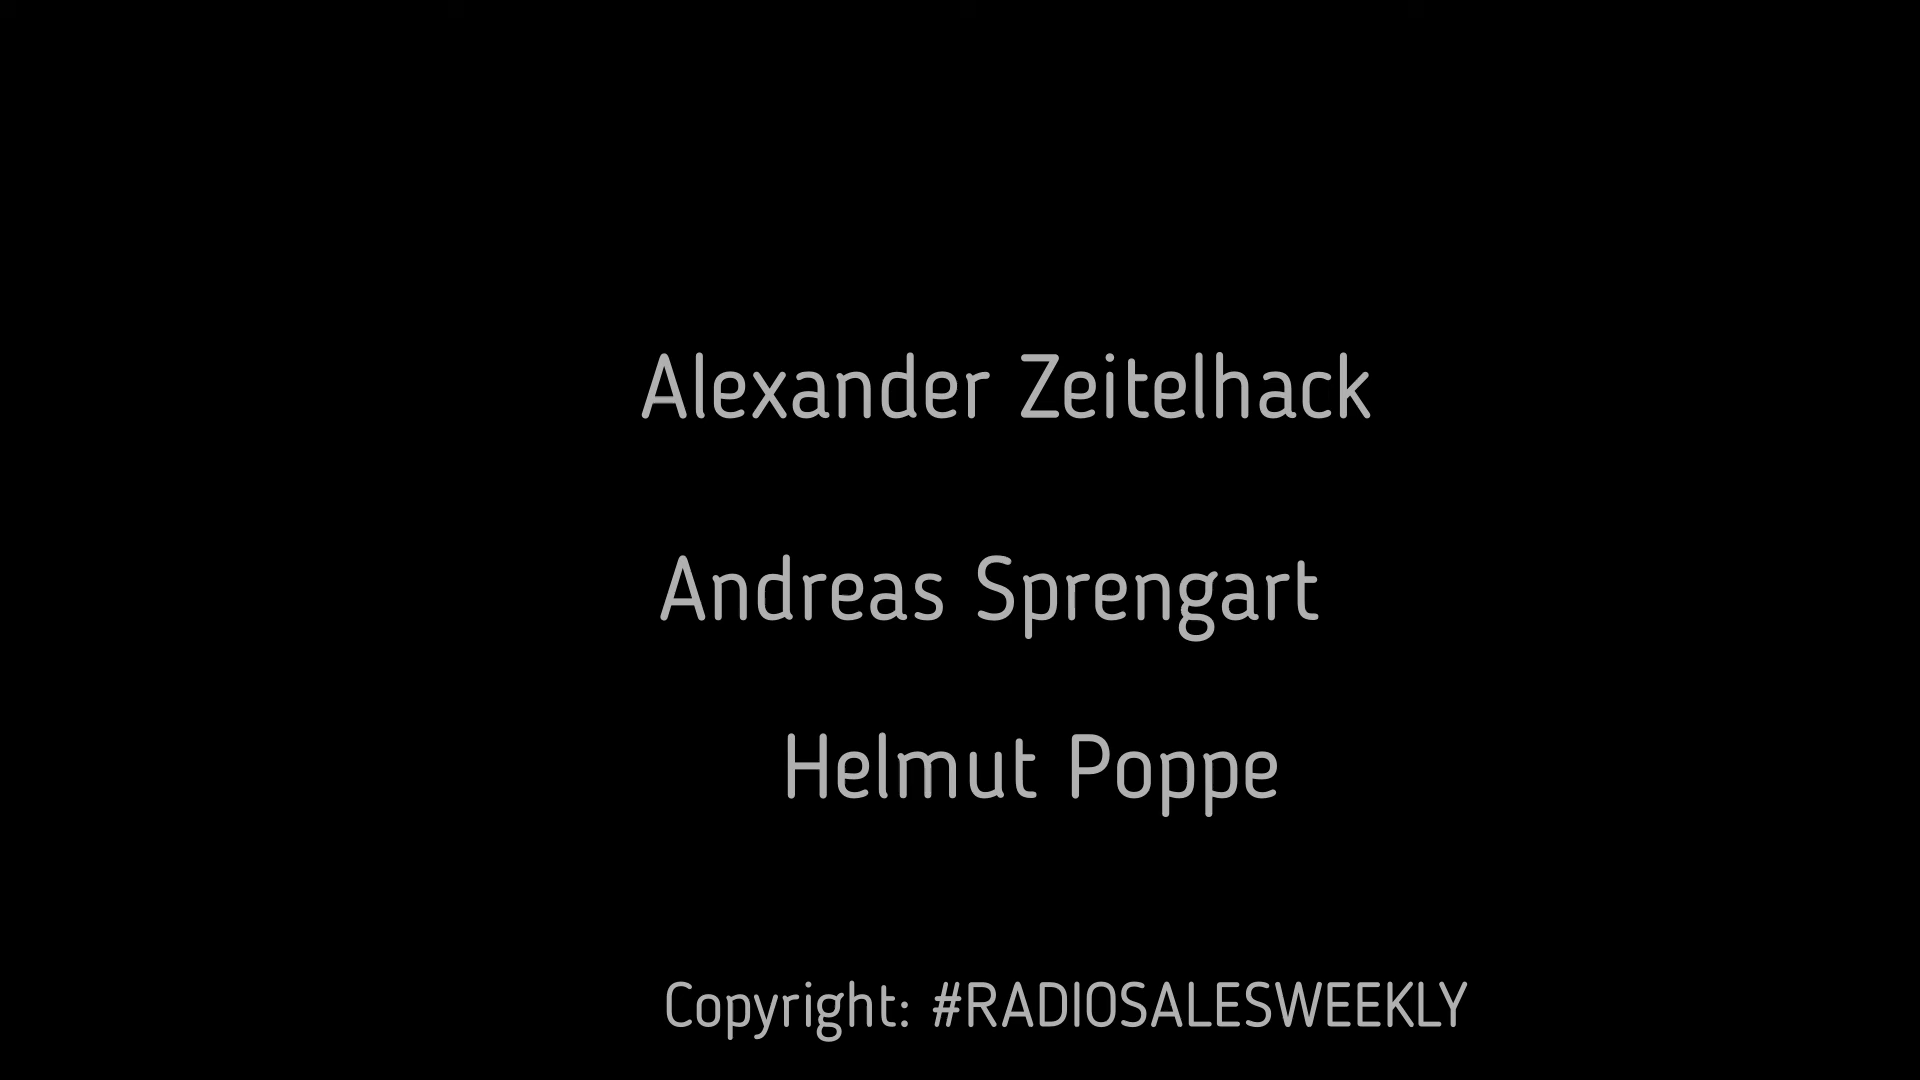 Alexander Zeitelhack
Andreas Sprengart
Helmut Poppe
Copyright: #RADIOSALESWEEKLY